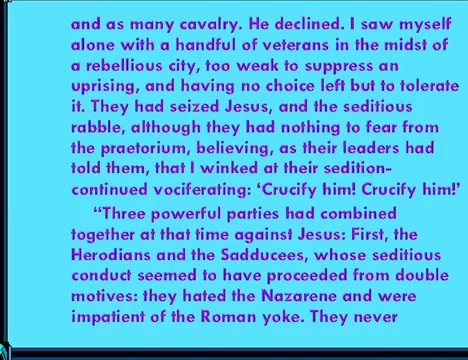 and as many cavalry. He declined. I saw myself
alone with a handful of veterans in the midst of
a rebellious city, too weak to suppress an
uprising, and having no choice left but to tolerate
it. They had seized Jesus, and the seditious
rabble, although they had nothing to fear from
the praetorium, believing, as their leaders had
told them, that I winked at their sedition-
continued vociferating: ‘Crucify him! Crucify him!’
“Three powerful parties had combined
together at that time against Jesus: First, the
Herodians and the Sadducees, whose seditious
conduct seemed to have proceeded from double
motives: they hated the Nazarene and were
impatient of the Roman yoke. They never